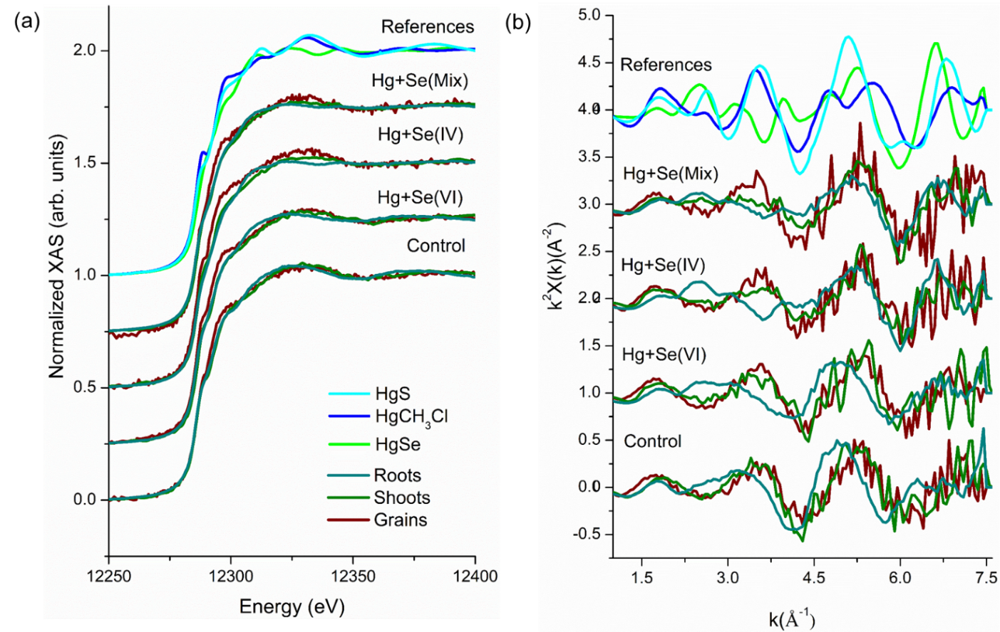 (a)
References
2.0
Hg+Se(Mix)
Hg+Se(IV)
1.5
Hg+Se(VI)
Control
1.0
0.5
0.0
Normalized XAS (arb. units)
HgS
HgCH₃Cl
HgSe
Roots
Shoots
Grains
12250
12300
12350
12400
Energy (eV)
(b)
5.0
4.5
References
4.0
3.5
Hg+Se(Mix)
3.0
2.5
Hg+Se(IV)
2.0
1.5
Hg+Se(VI)
1.0
0.5
Control
0.0
-0.5
k²X(k)(A⁻²)
1.5
3.0
4.5
6.0
7.5
k(Å⁻¹)